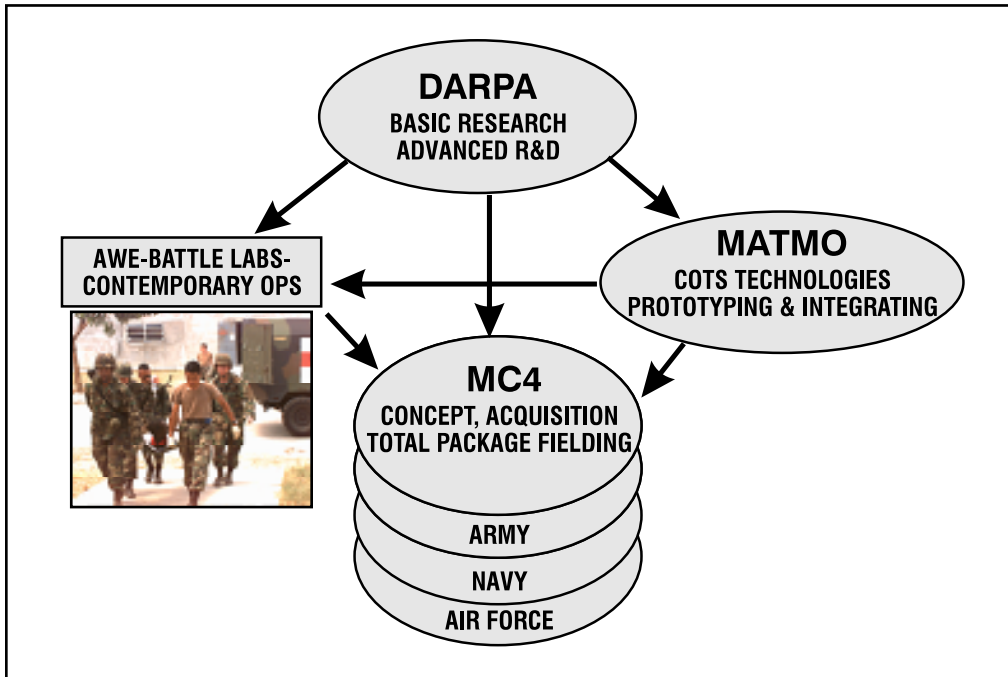 DARPA
BASIC RESEARCH
ADVANCED R&D
AWE-BATTLE LABS-
CONTEMPORARY OPS
MATMO
COTS TECHNOLOGIES
PROTOTYPING & INTEGRATING
MC4
CONCEPT, ACQUISITION
TOTAL PACKAGE FIELDING
ARMY
NAVY
AIR FORCE